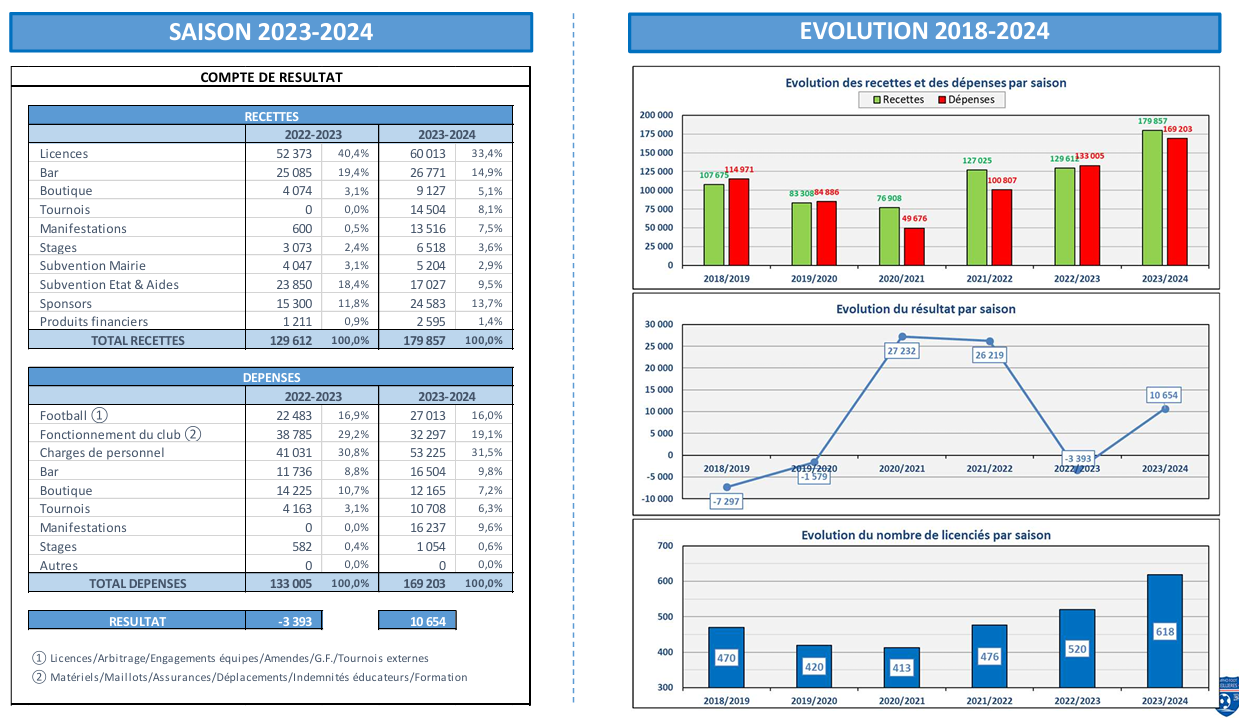 SAISON 2023-2024
COMPTE DE RESULTAT
RECETTES
2022-2023 2023-2024
Licences 52 373 40,4% 60 013 33,4%
Bar 25 085 19,4% 26 771 14,9%
Boutique 4 074 3,1% 9 127 5,1%
Tournois 0 0,0% 14 504 8,1%
Manifestations 600 0,5% 13 516 7,5%
Stages 3 073 2,4% 6 518 3,6%
Subvention Mairie 4 047 3,1% 5 204 2,9%
Subvention Etat & Aides 23 850 18,4% 17 027 9,5%
Sponsors 15 300 11,8% 24 583 13,7%
Produits financiers 1 211 0,9% 2 595 1,4%
TOTAL RECETTES 129 612 100,0% 179 857 100,0%
DEPENSES
2022-2023 2023-2024
Football ① 22 483 16,9% 27 013 16,0%
Fonctionnement du club ② 38 785 29,2% 32 297 19,1%
Charges de personnel 41 031 30,8% 53 225 31,5%
Bar 11 736 8,8% 16 504 9,8%
Boutique 14 225 10,7% 12 165 7,2%
Tournois 4 163 3,1% 10 708 6,3%
Manifestations 0 0,0% 16 237 9,6%
Stages 582 0,4% 1 054 0,6%
Autres 0 0,0% 0 0,0%
TOTAL DEPENSES 133 005 100,0% 169 203 100,0%
RESULTAT -3 393 10 654
① Licences/Arbitrage/Engagements équipes/Amendes/G.F./Tournois externes
② Matériels/Maillots/Assurances/Déplacements/Indemnités éducateurs/Formation
EVOLUTION 2018-2024
Evolution des recettes et des dépenses par saison
Recettes Dépenses
200 000
175 000
150 000
125 000
100 000
75 000
50 000
25 000
0
107 675 114 971
83 308 84 886
76 908 49 676
127 025 100 807
129 612 133 005
179 857 169 203
2018/2019 2019/2020 2020/2021 2021/2022 2022/2023 2023/2024
Evolution du résultat par saison
30 000
25 000
20 000
15 000
10 000
5 000
0
-5 000
-10 000
-7 297
-1 579
27 232
26 219
-3 393
10 654
2018/2019 2019/2020 2020/2021 2021/2022 2022/2023 2023/2024
Evolution du nombre de licenciés par saison
700
600
500
400
300
470 420 413 476 520 618
2018/2019 2019/2020 2020/2021 2021/2022 2022/2023 2023/2024